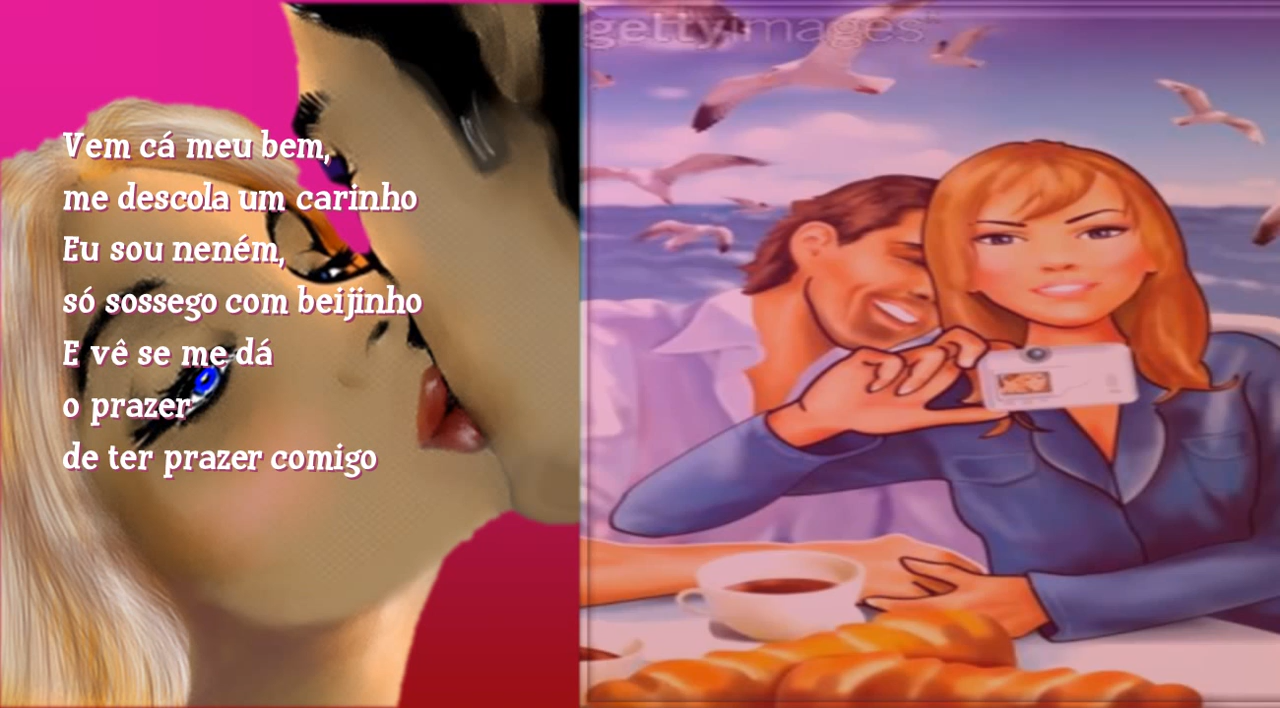 gettyimages
Vem cá meu bem,
me descola um carinho
Eu sou neném,
só sossego com beijinho
E vê se me dá
o prazer
de ter prazer comigo